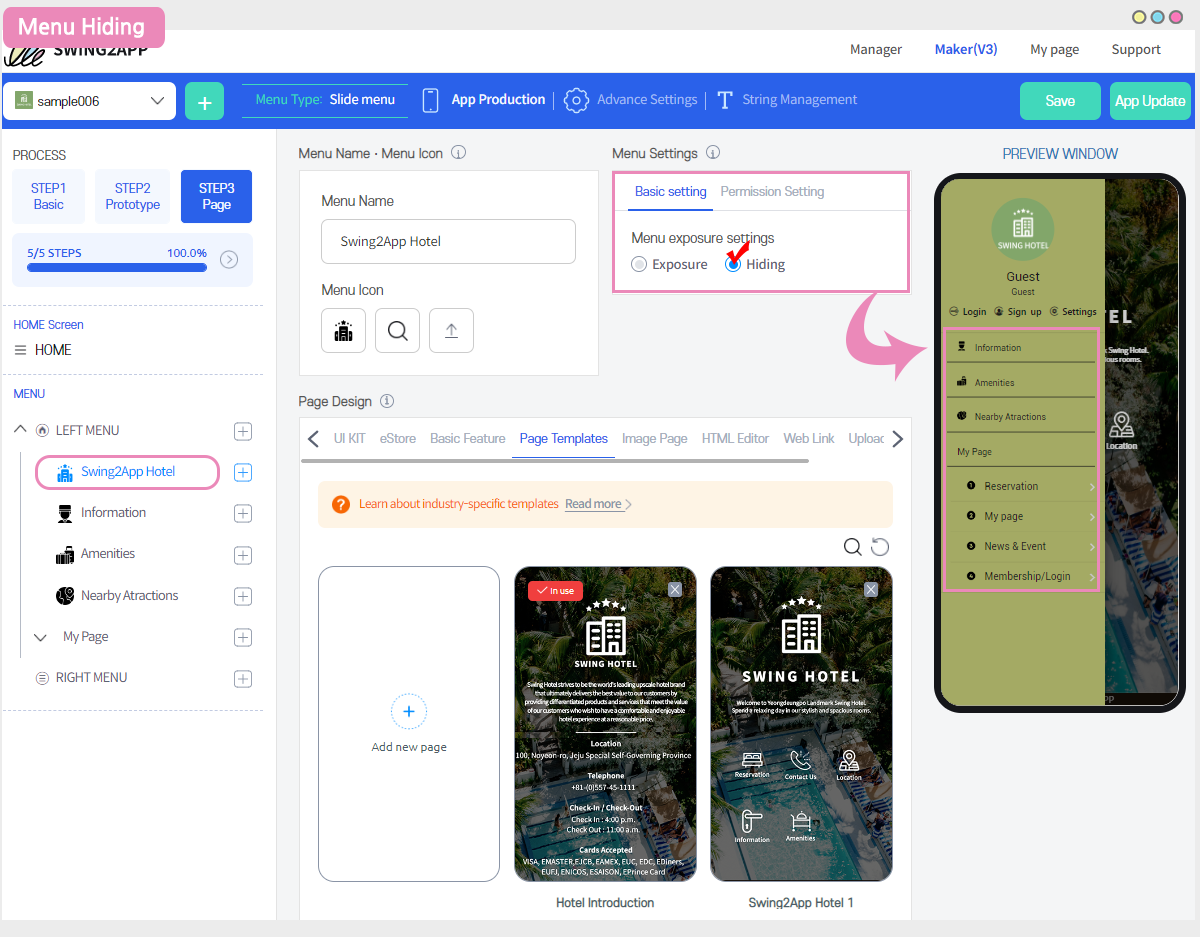 Menu Hiding
SWING2APP
Manager
Maker(V3)
My page
Support
sample006
+
Menu Type: Slide menu
App Production
Advance Settings
String Management
Save
App Update
PROCESS
STEP1
Basic
STEP2
Prototype
STEP3
Page
5/5 STEPS
100.0%
HOME Screen
HOME
MENU
LEFT MENU
Swing2App Hotel
Information
Amenities
Nearby Atractions
My Page
RIGHT MENU
Menu Name · Menu Icon
Menu Name
Swing2App Hotel
Menu Icon
Menu Settings
Basic setting
Permission Setting
Menu exposure settings
Exposure
Hiding
Page Design
UI KIT
eStore
Basic Feature
Page Templates
Image Page
HTML Editor
Web Link
Upload
Learn about industry-specific templates
Read more
Add new page
In use
SWING HOTEL
Swing Hotel strives to be the world's leading upscale hotel brand
that ultimately delivers the best value to our customers by
providing differentiated products and services that meet the value
of our customers who wish to have a comfortable and enjoyable
hotel experience at a reasonable price.
Location
100, Noyeon-ro, Jeju Special Self-Governing Province
Telephone
+81-(0)557-45-1111
Check-In / Check-Out
Check In : 4:00 p.m.
Check Out : 11:00 a.m.
Cards Accepted
VISA, EMASTER,EJCB, EAMEX, EUC, EDC, EDiners,
EUFJ, ENICOS, ESAISON, EPrince Card
Hotel Introduction
SWING HOTEL
Welcome to Yeongdeungpo Landmark Swing Hotel.
Spend a relaxing day in our stylish and spacious rooms.
Reservation
Contact Us
Location
Information
Amenities
Swing2App Hotel 1
PREVIEW WINDOW
SWING HOTEL
Guest
Guest
Login
Sign up
Settings
Information
Amenities
Nearby Atractions
My Page
1 Reservation
2 My page
3 News & Event
4 Membership/Login
EL
Swing Hotel.
ious rooms.
Location